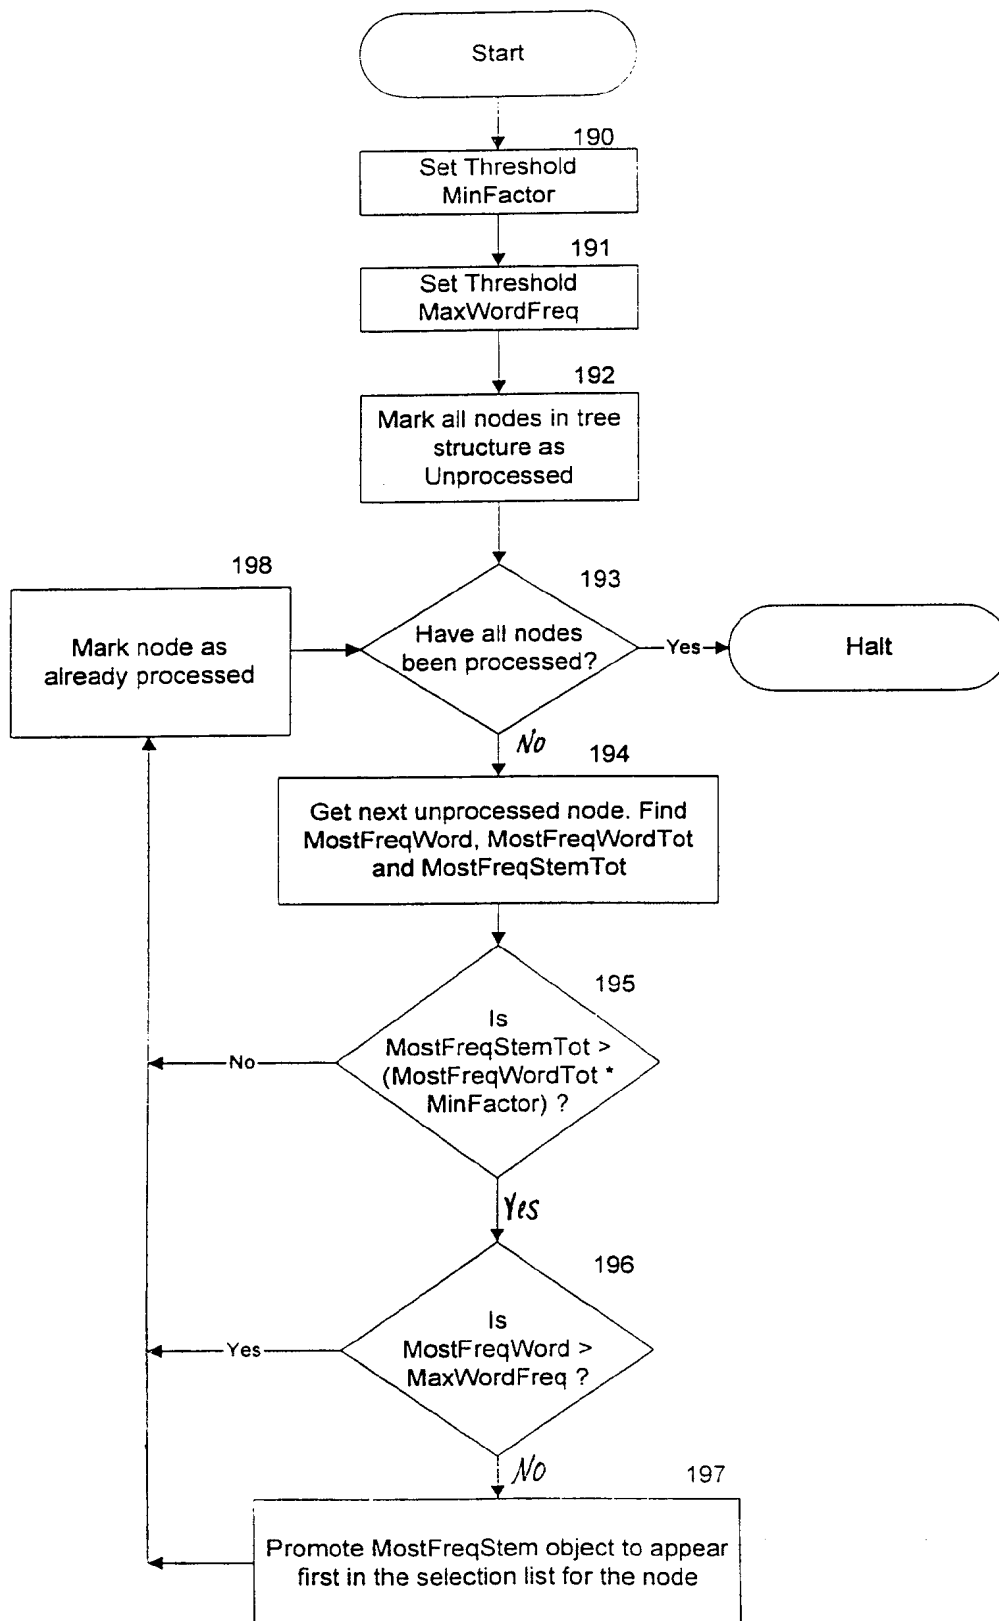 Start
190
Set Threshold
MinFactor
191
Set Threshold
MaxWordFreq
192
Mark all nodes in tree
structure as
Unprocessed
198
Mark node as
already processed
193
Have all nodes
been processed?
Yes
Halt
No
194
Get next unprocessed node. Find
MostFreqWord, MostFreqWordTot
and MostFreqStemTot
195
Is
MostFreqStemTot >
(MostFreqWordTot *
MinFactor) ?
No
Yes
196
Is
MostFreqWord >
MaxWordFreq ?
Yes
NO
197
Promote MostFreqStem object to appear
first in the selection list for the node